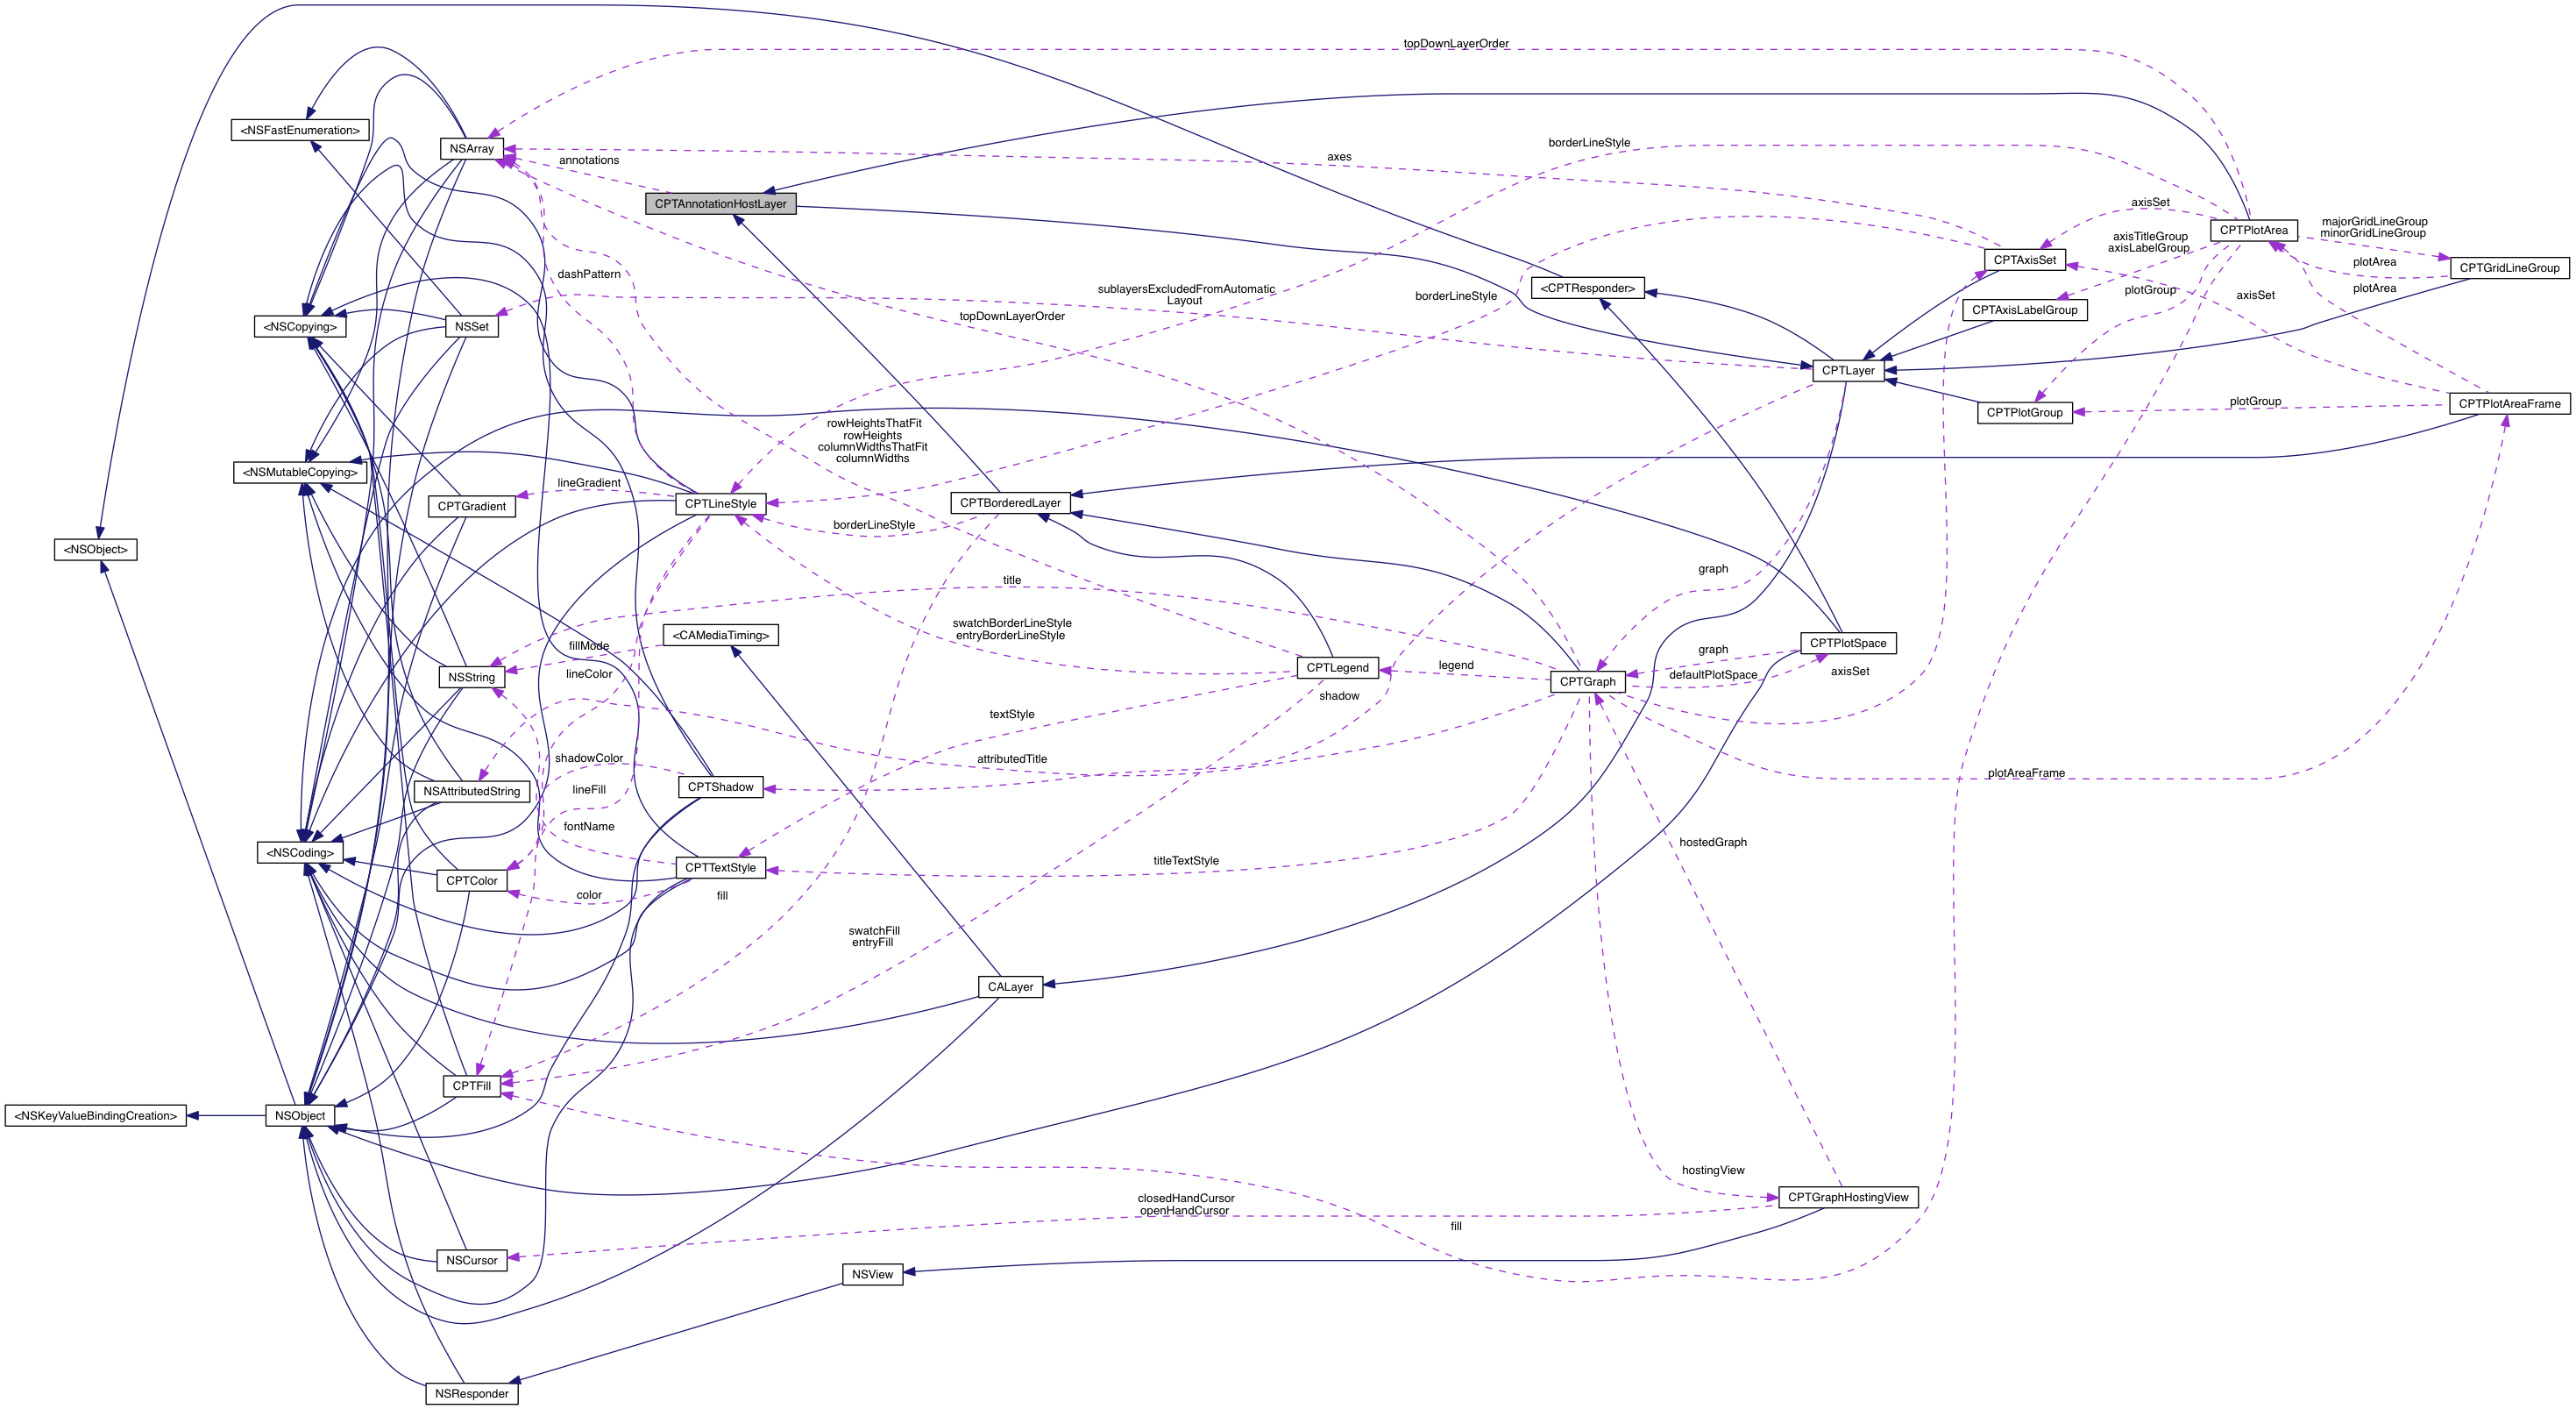 topDownLayerOrder
<NSFastEnumeration>
NSArray
annotations
axes
borderLineStyle
CPTAnnotationHostLayer
axisSet
majorGridLineGroup
minorGridLineGroup
CPTPlotArea
axisTitleGroup
axisLabelGroup
CPTAxisSet
plotArea
CPTGridLineGroup
dashPattern
sublayersExcludedFromAutomatic
Layout
<CPTResponder>
borderLineStyle
plotGroup
plotArea
axisSet
CPTAxisLabelGroup
topDownLayerOrder
<NSCopying>
NSSet
CPTLayer
plotGroup
CPTPlotAreaFrame
CPTPlotGroup
rowHeightsThatFit
rowHeights
columnWidthsThatFit
columnWidths
<NSMutableCopying>
lineGradient
CPTGradient
CPTLineStyle
CPTBorderedLayer
borderLineStyle
<NSObject>
graph
title
swatchBorderLineStyle
entryBorderLineStyle
<CAMediaTiming>
fillMode
CPTPlotSpace
graph
legend
CPTLegend
NSString
lineColor
defaultPlotSpace
axisSet
CPTGraph
shadow
textStyle
shadowColor
attributedTitle
plotAreaFrame
CPTShadow
NSAttributedString
lineFill
fontName
hostedGraph
<NSCoding>
titleTextStyle
CPTTextStyle
CPTColor
color
fill
swatchFill
entryFill
CALayer
CPTFill
<NSKeyValueBindingCreation>
NSObject
hostingView
closedHandCursor
openHandCursor
CPTGraphHostingView
fill
NSCursor
NSView
NSResponder